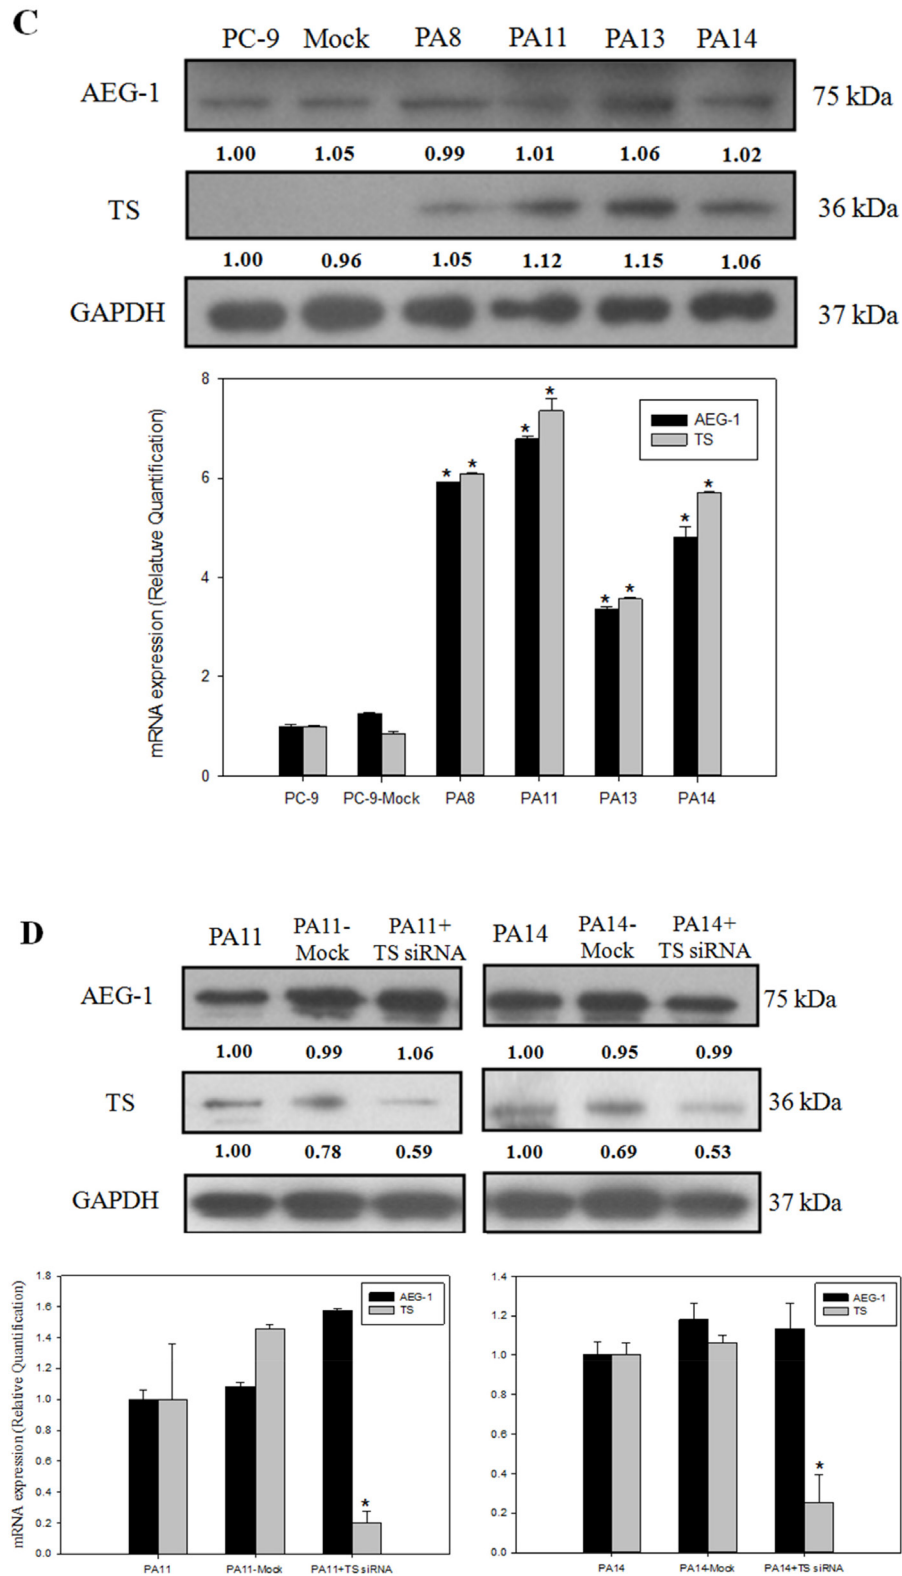 C
PC-9 Mock PA8 PA11 PA13 PA14
AEG-1 75 kDa
1.00 1.05 0.99 1.01 1.06 1.02
TS 36 kDa
1.00 0.96 1.05 1.12 1.15 1.06
GAPDH 37 kDa
mRNA expression (Relatuve Quantification)
8
6
4
2
0
AEG-1
TS
* * * * * * * *
PC-9 PC-9-Mock PA8 PA11 PA13 PA14
D
PA11 PA11-Mock PA11+ TS siRNA PA14 PA14-Mock PA14+ TS siRNA
AEG-1 75 kDa
1.00 0.99 1.06 1.00 0.95 0.99
TS 36 kDa
1.00 0.78 0.59 1.00 0.69 0.53
GAPDH 37 kDa
mRNA expression (Relative Quantification)
1.8
1.6
1.4
1.2
1.0
0.8
0.6
0.4
0.2
0.0
AEG-1
TS
*
PA11 PA11-Mock PA11+TS siRNA
1.4
1.2
1.0
0.8
0.6
0.4
0.2
0.0
AEG-1
TS
*
PA14 PA14-Mock PA14+TS siRNA